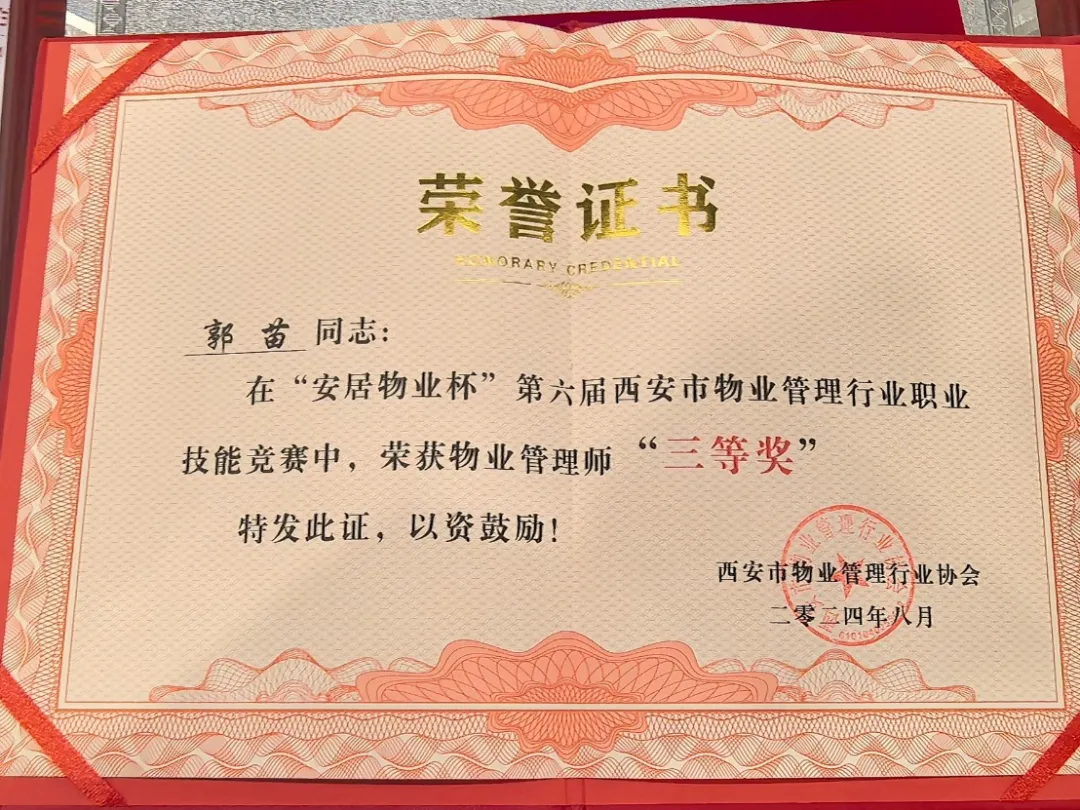 荣誉证书
HONORARY CREDENTIAL
郭 苗 同志：
在“安居物业杯”第六届西安市物业管理行业职业
技能竞赛中，荣获物业管理师“三等奖”
特发此证，以资鼓励！
西安市物业管理行业协会
二零二四年八月